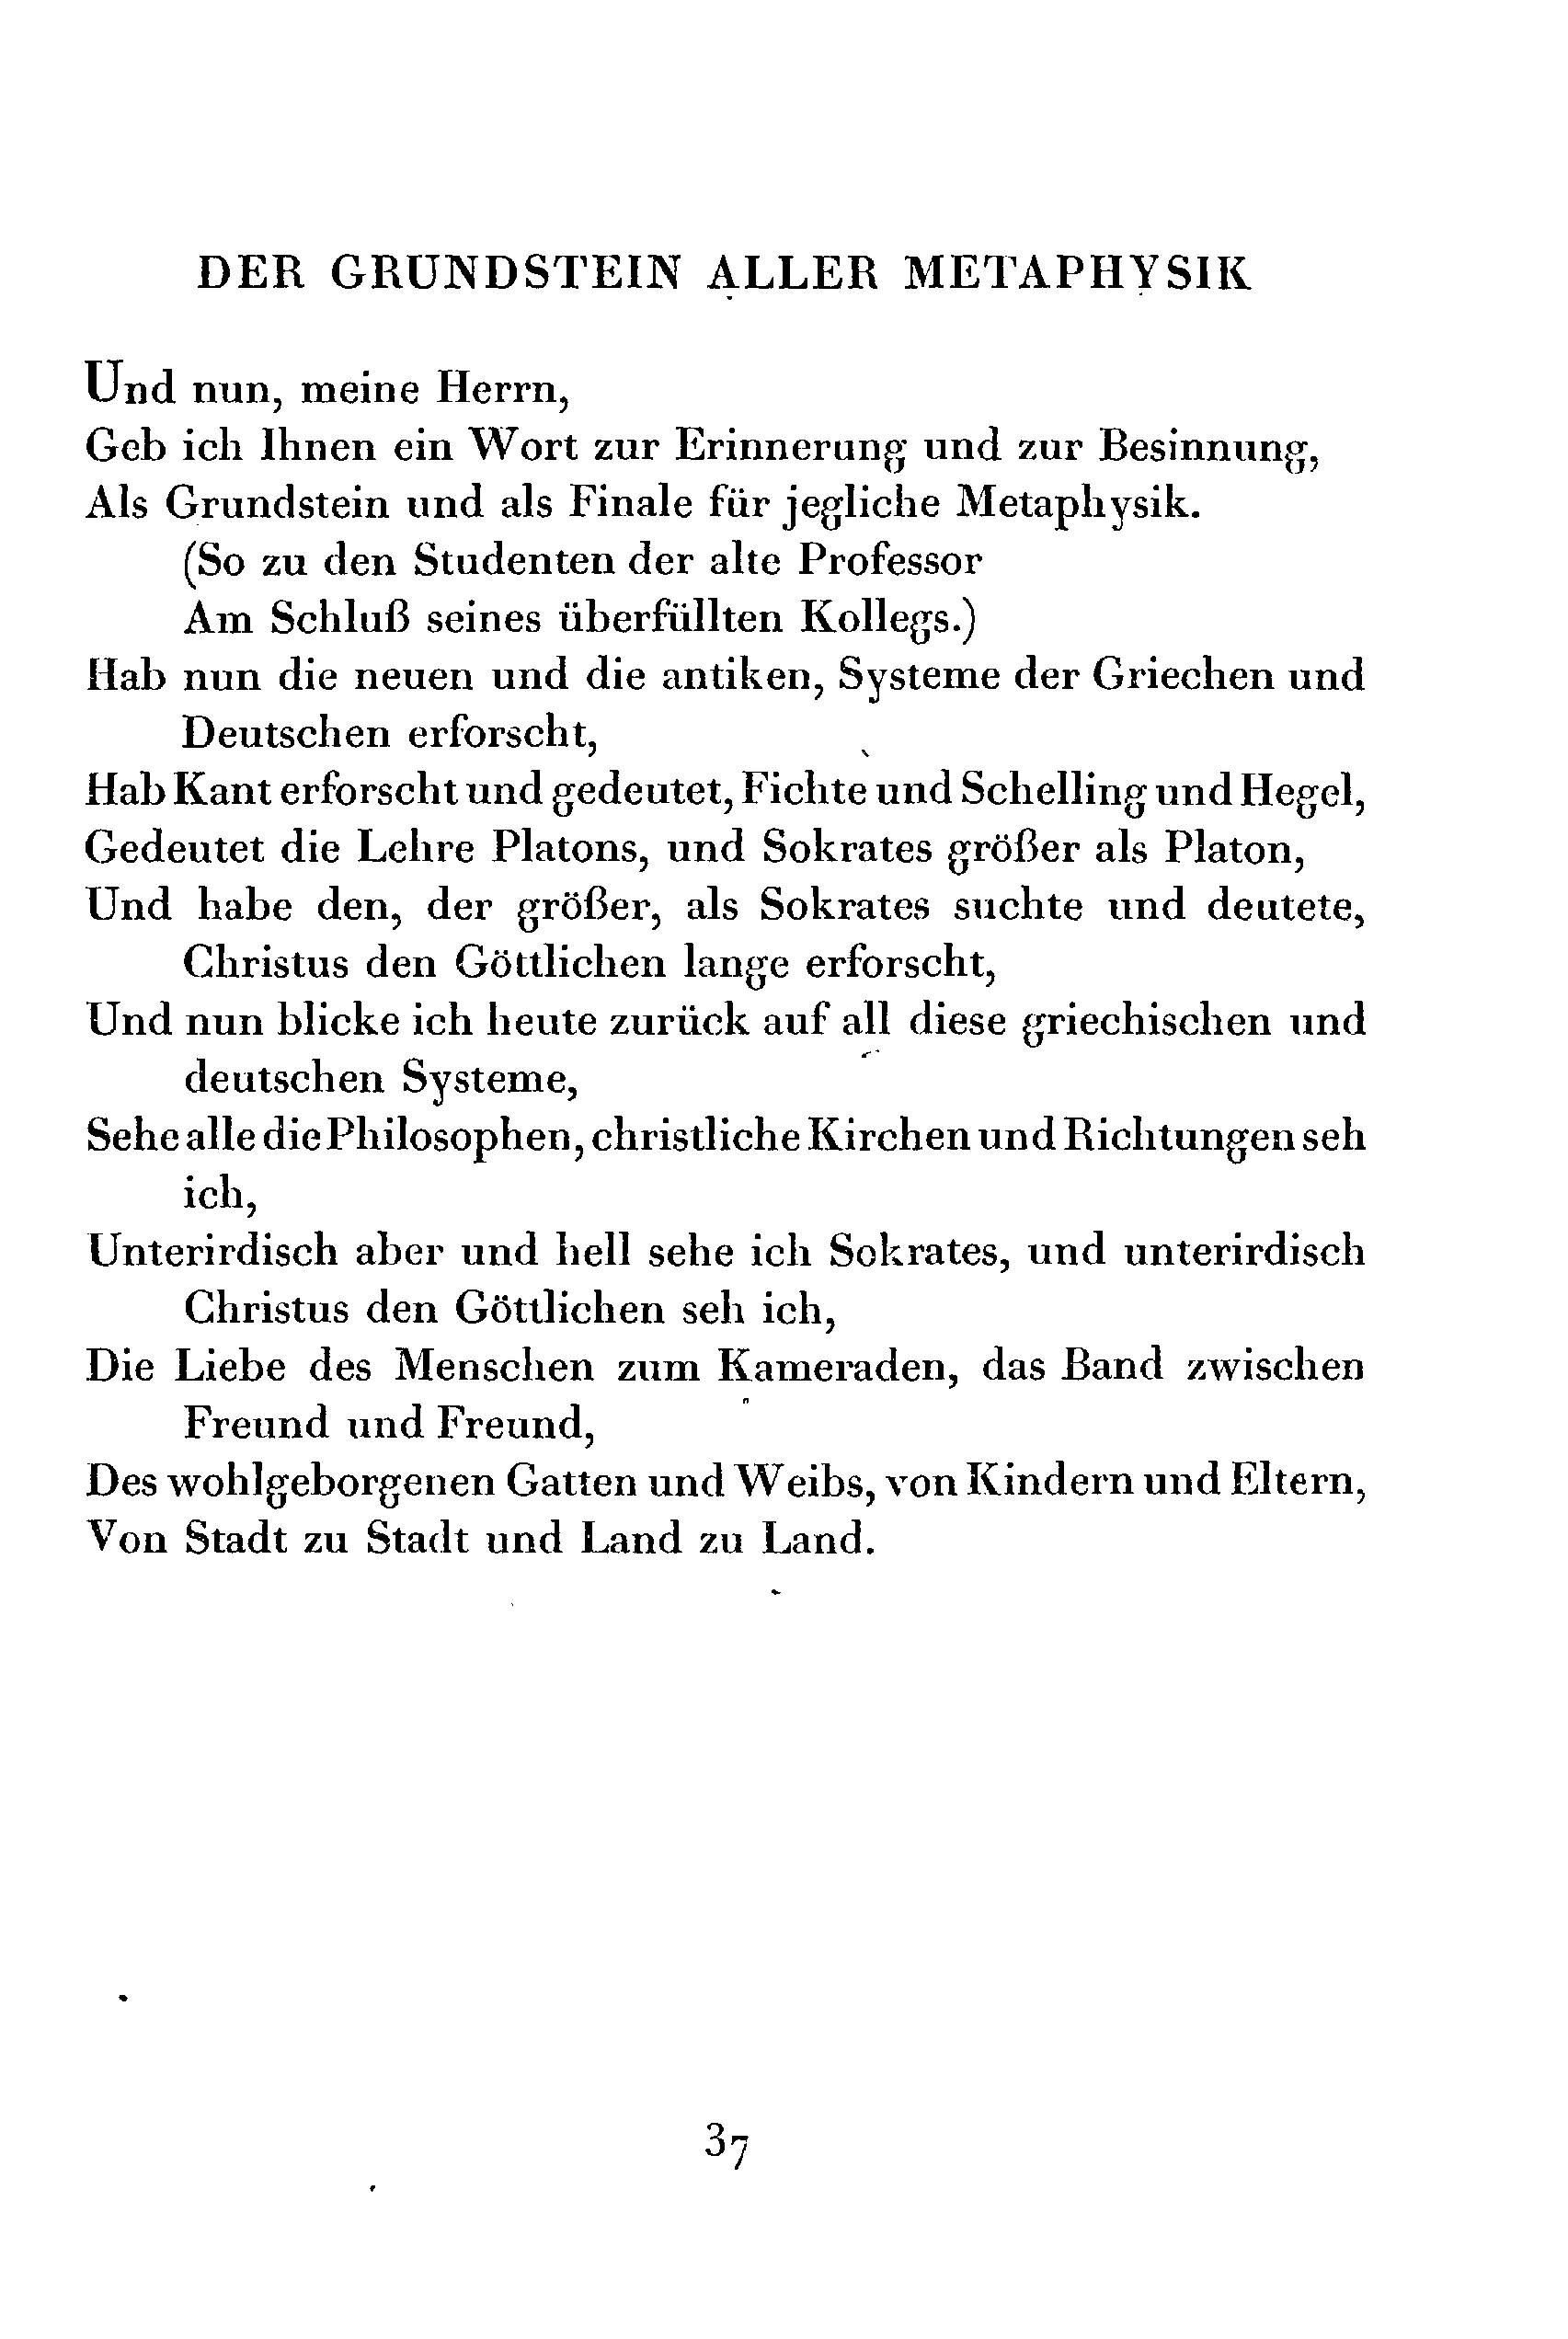 DER GRUNDSTEIN ALLER METAPHYSIK
Und nun, meine Herrn,
Geb ich Ihnen ein Wort zur Erinnerung und zur Besinnung,
Als Grundstein und als Finale für jegliche Metaphysik.
(So zu den Studenten der alte Professor
Am Schluß seines überfüllten Kollegs.)
Hab nun die neuen und die antiken, Systeme der Griechen und
Deutschen erforscht,
Hab Kant erforscht und gedeutet, Fichte und Schelling und Hegel,
Gedeutet die Lehre Platons, und Sokrates größer als Platon,
Und habe den, der größer, als Sokrates suchte und deutete,
Christus den Göttlichen lange erforscht,
Und nun blicke ich heute zurück auf all diese griechischen und
deutschen Systeme,
Sehe alle die Philosophen, christliche Kirchen und Richtungen seh
ich,
Unterirdisch aber und hell sehe ich Sokrates, und unterirdisch
Christus den Göttlichen seh ich,
Die Liebe des Menschen zum Kameraden, das Band zwischen
Freund und Freund,
Des wohlgeborgenen Gatten und Weibs, von Kindern und Eltern,
Von Stadt zu Stadt und Land zu Land.
37